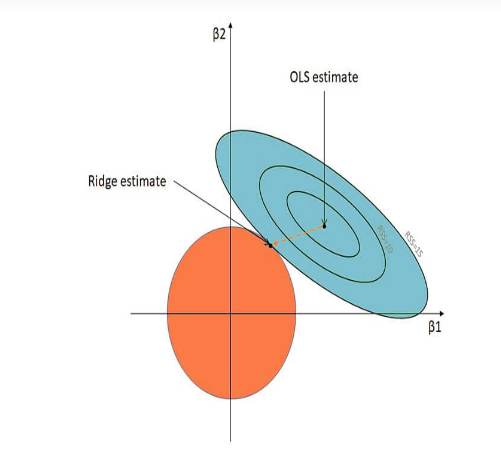 β2
OLS estimate
Ridge estimate
RSS=10
RSS=15
β1